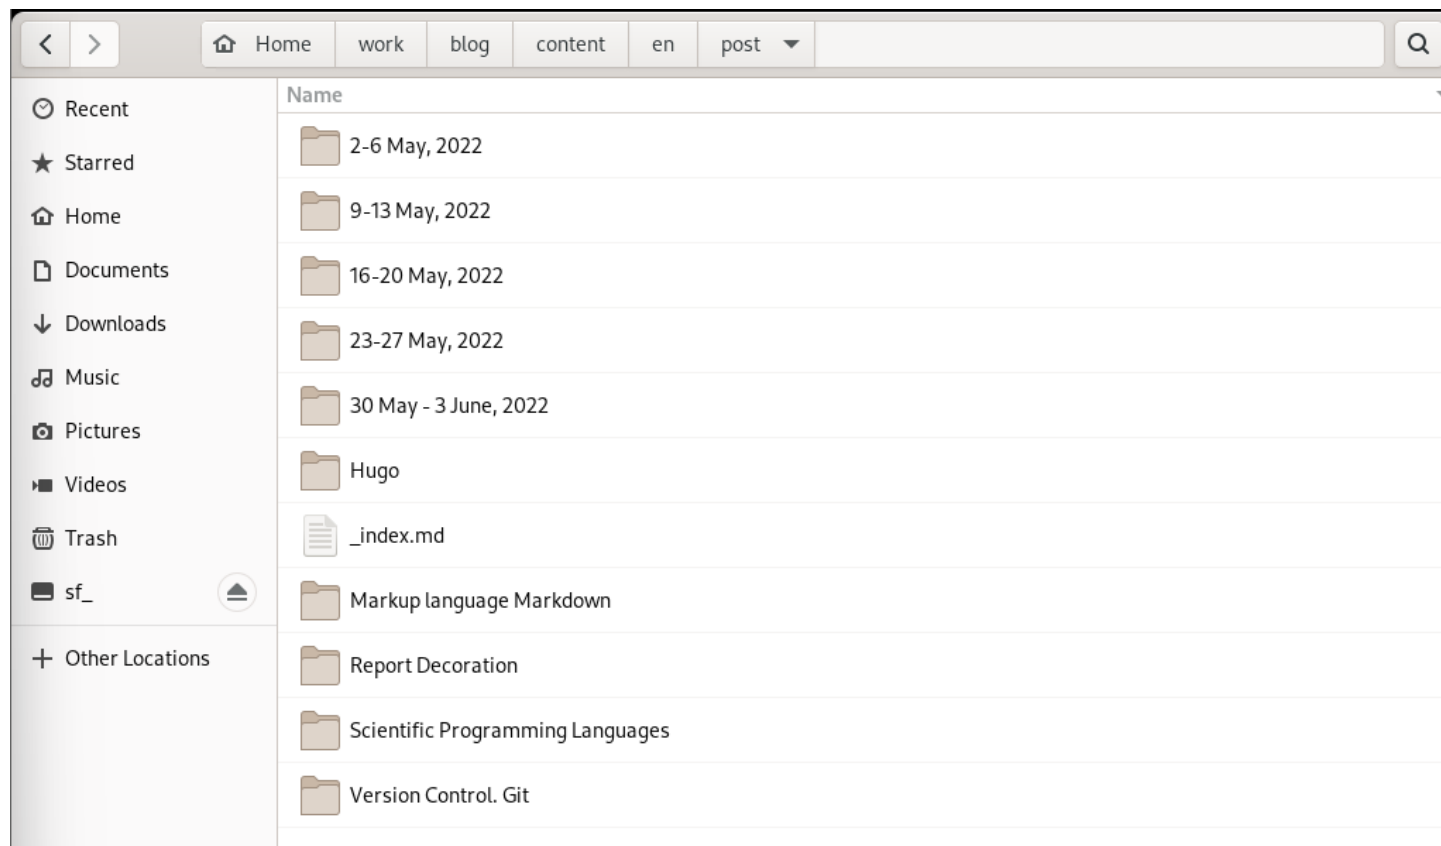 Home work blog content en post
Recent
Starred
Home
Documents
Downloads
Music
Pictures
Videos
Trash
sf_
Other Locations
Name
2-6 May, 2022
9-13 May, 2022
16-20 May, 2022
23-27 May, 2022
30 May - 3 June, 2022
Hugo
_index.md
Markup language Markdown
Report Decoration
Scientific Programming Languages
Version Control. Git